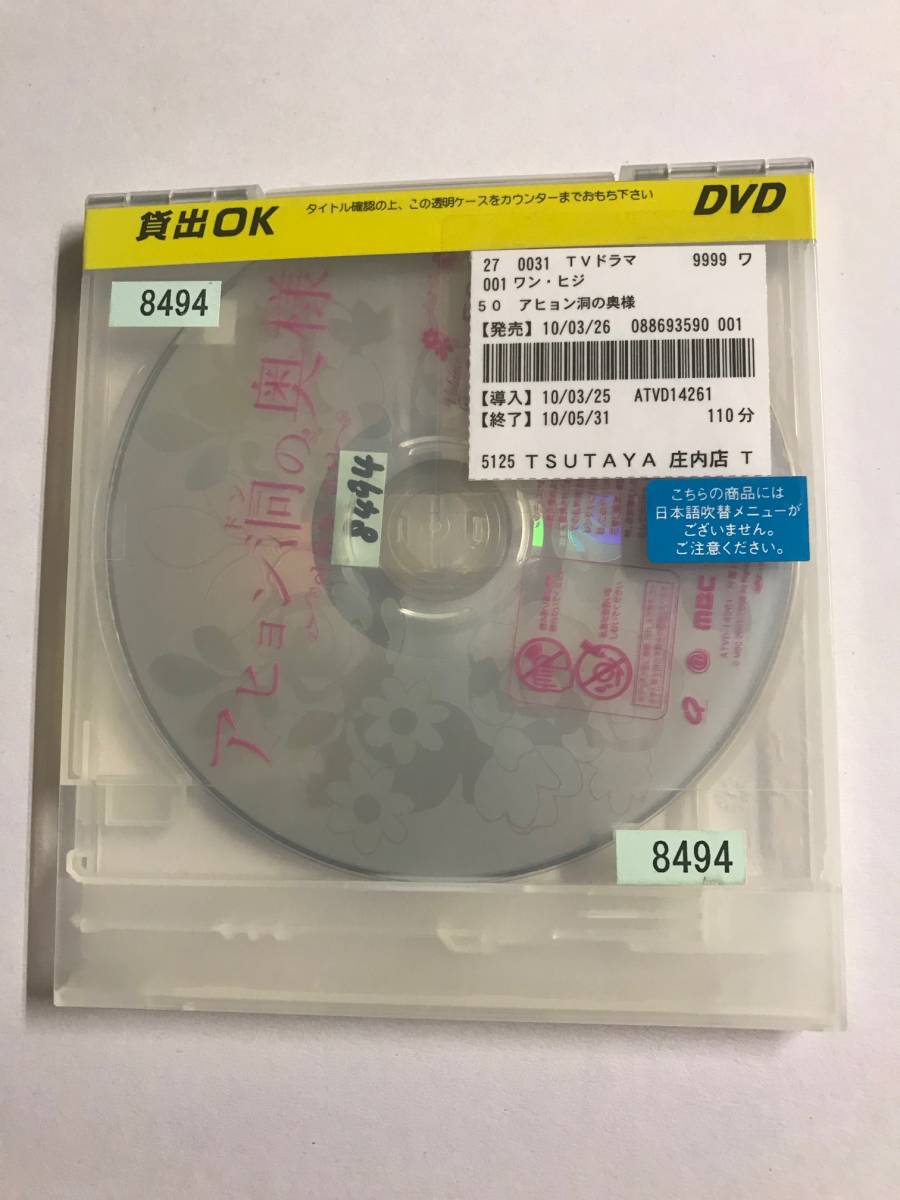 貸出OK
タイトル確認の上、この透明ケースをカウンターまでおもち下さい
DVD
8494
27 0031 TVドラマ 9999 ワ
001 ワン・ヒジ
50 アヒョン洞の奥様
【発売】10/03/26 088693590 001
【導入】10/03/25 ATVD14261
【終了】10/05/31 110分
5125 TSUTAYA 庄内店 T
こちらの商品には
日本語吹替メニューが
ございません。
ご注意ください。
アヒョン洞の奥様
ドン
8494
MBC
8494